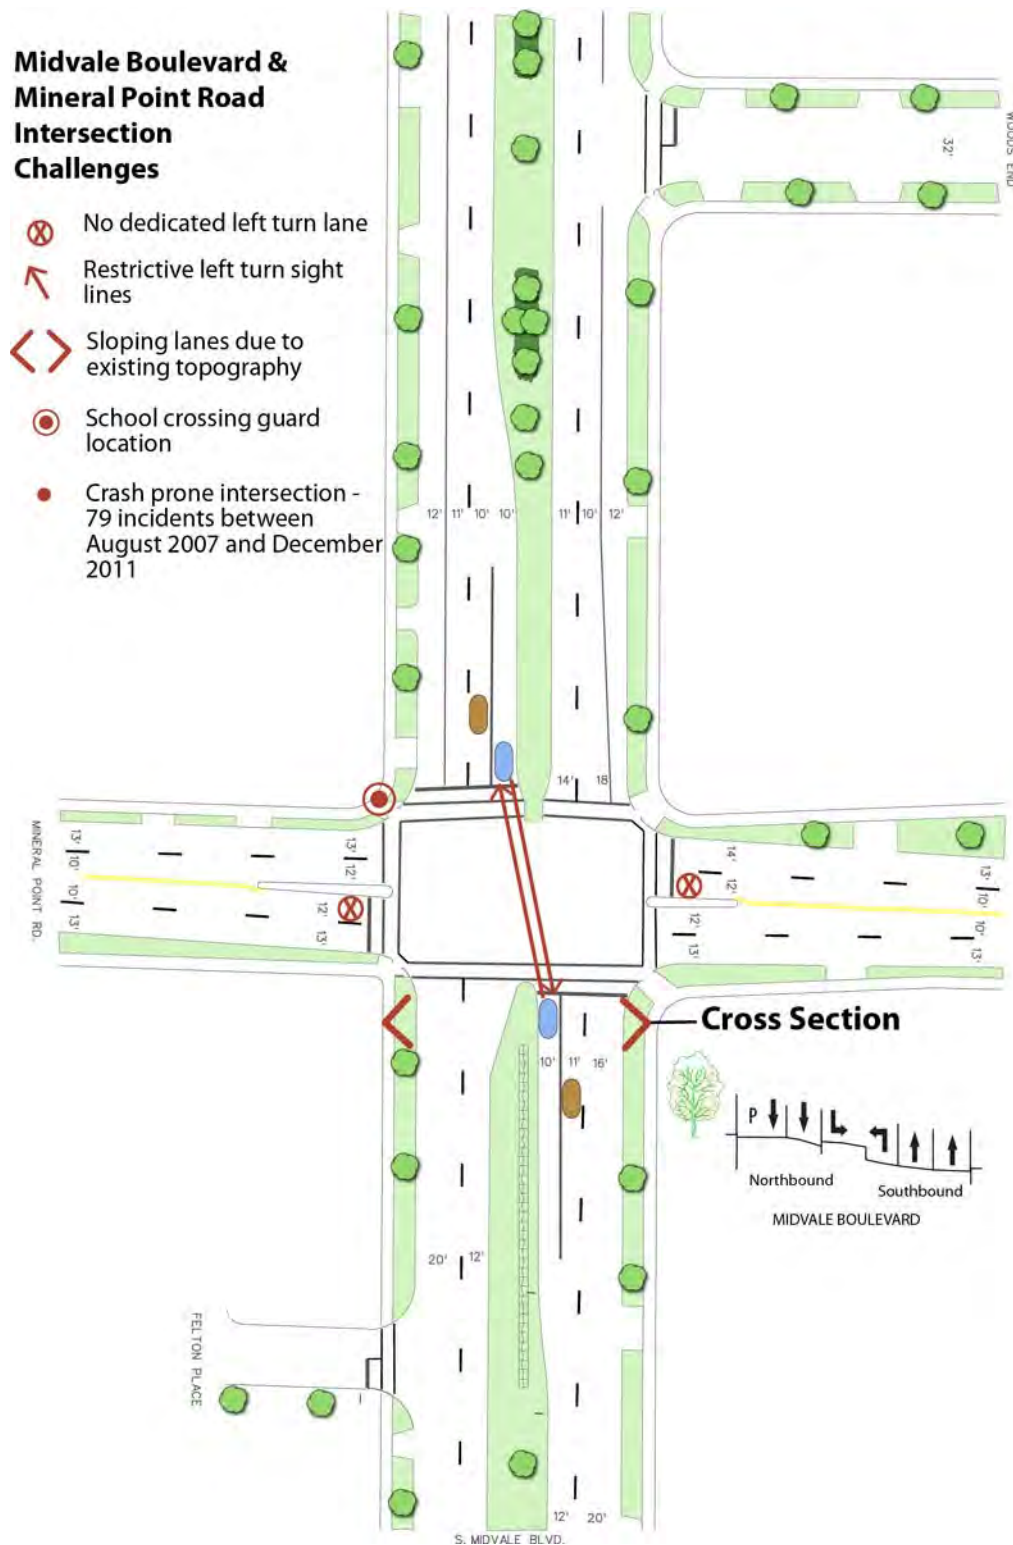 Midvale Boulevard &
Mineral Point Road
Intersection
Challenges
No dedicated left turn lane
Restrictive left turn sight
lines
Sloping lanes due to
existing topography
School crossing guard
location
Crash prone intersection -
79 incidents between
August 2007 and December
2011
WOODS END
32'
12' 11' 10' 10' 11' 10' 12'
14' 18
MINERAL POINT RD.
13' 10' 10' 13'
13' 12' 12' 13'
14' 12' 12' 13'
13' 10' 10' 13'
Cross Section
10' 11' 16'
P
Northbound
Southbound
MIDVALE BOULEVARD
20' 12'
FELTON PLACE
12' 20'
S. MIDVALE BLVD.